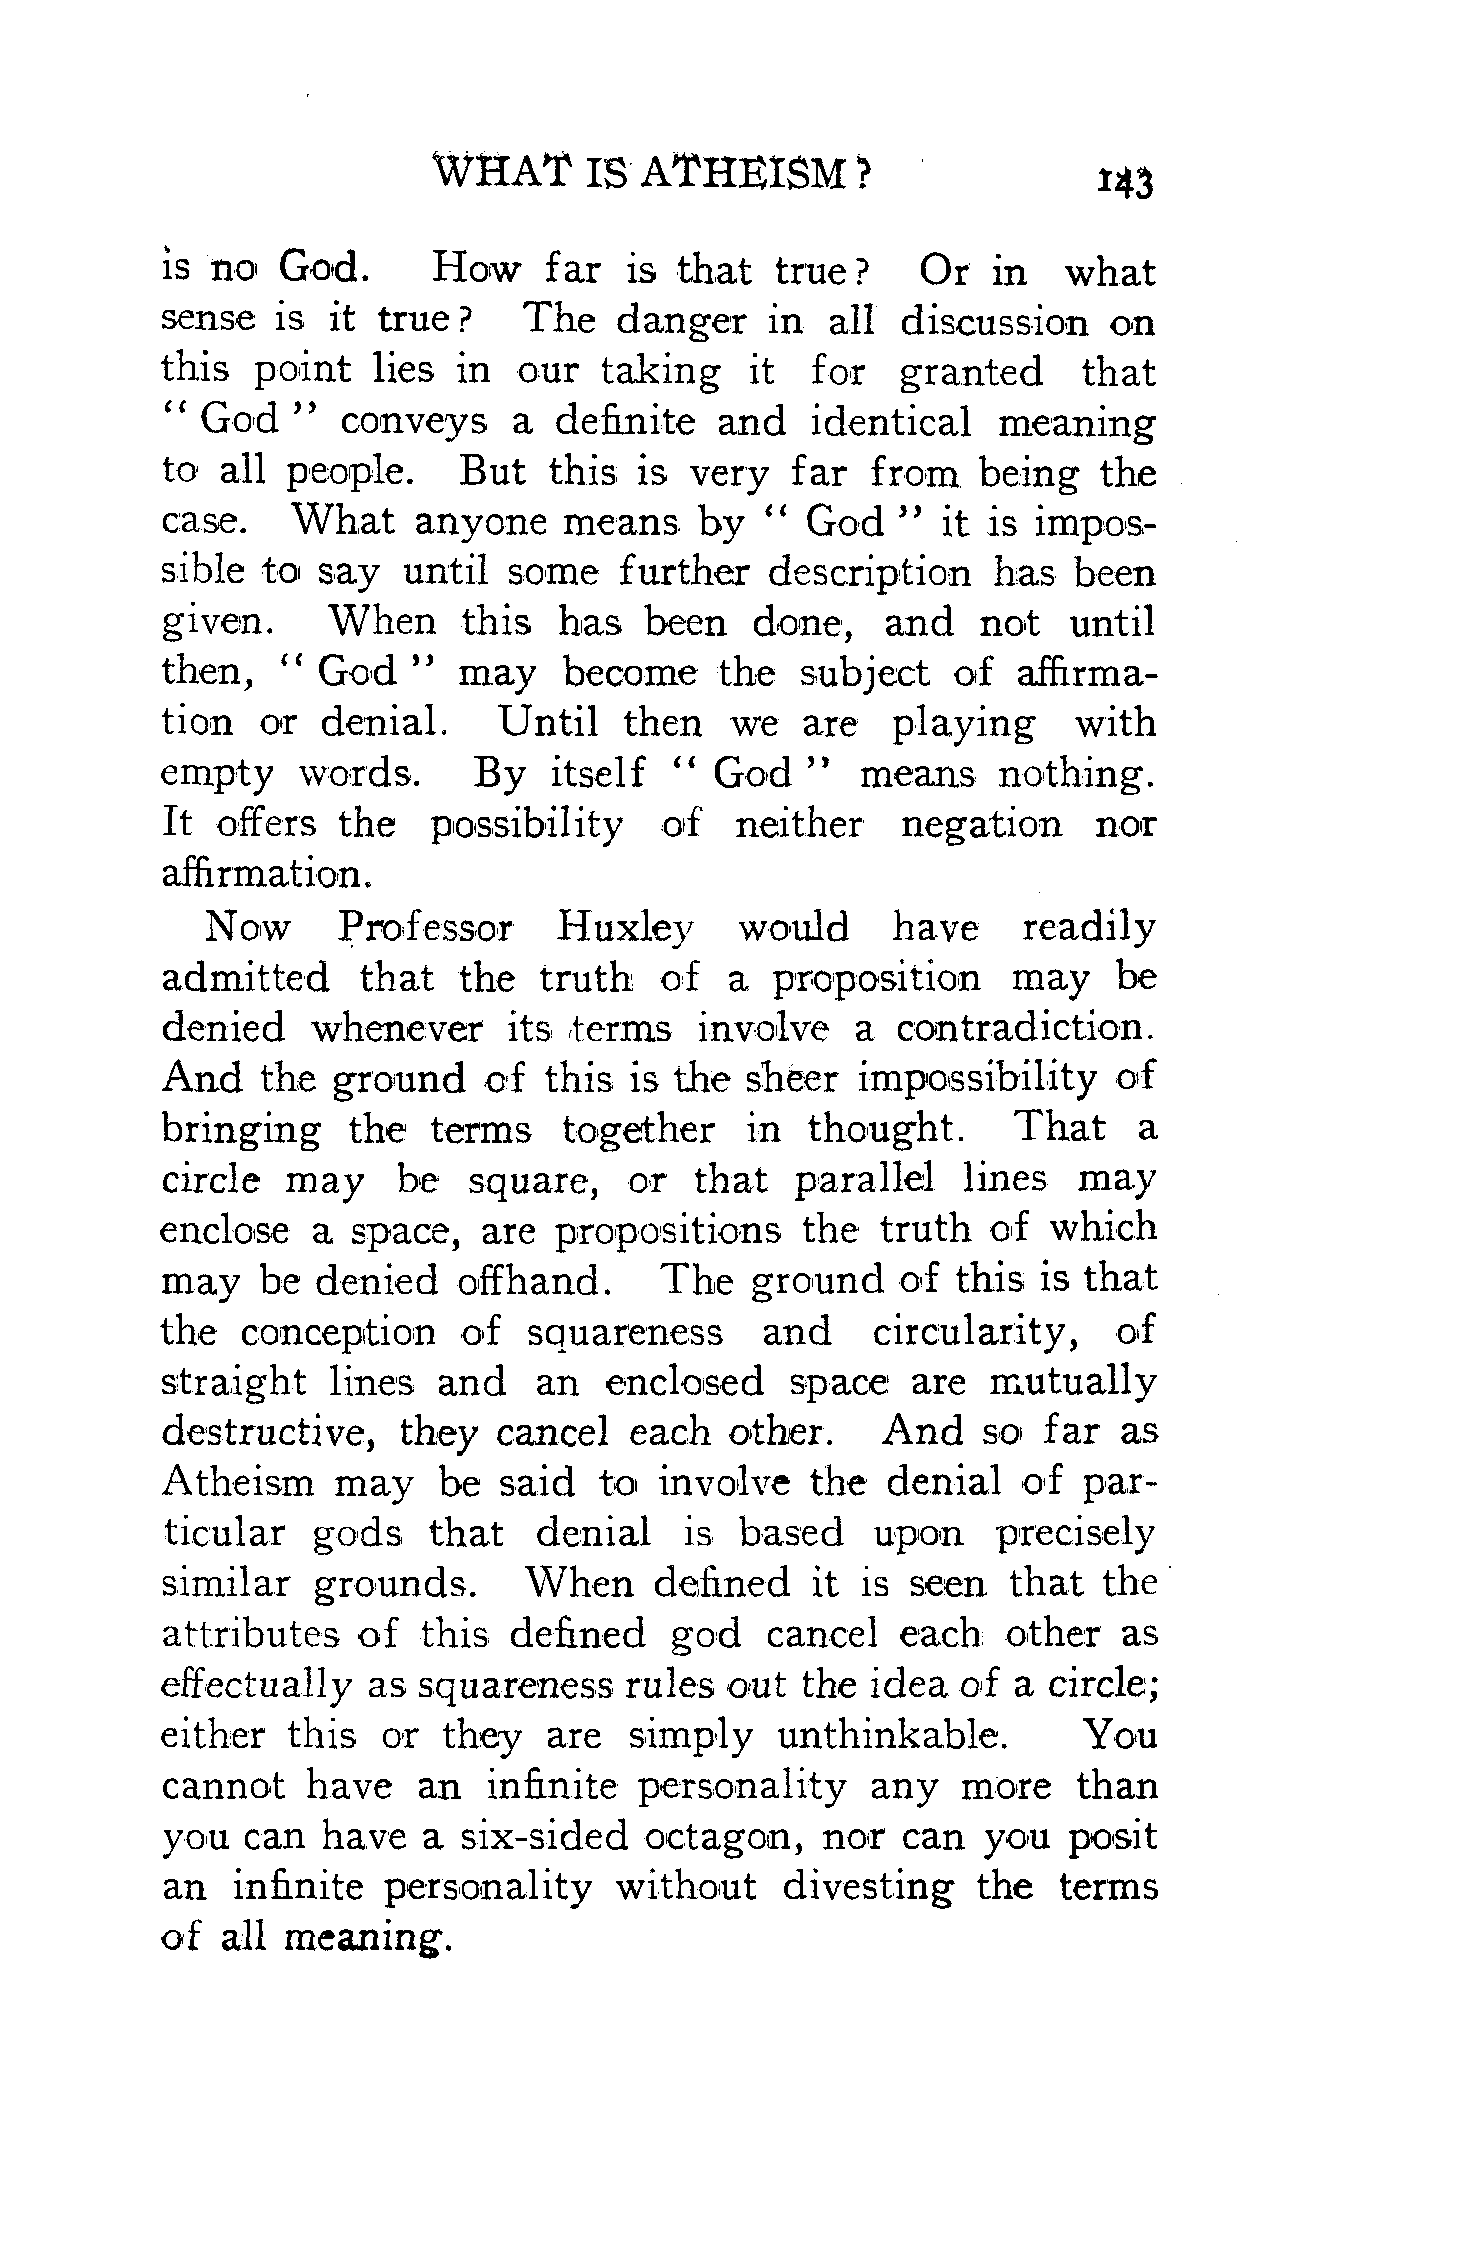 WHAT IS ATHEISM? 143
is no God. How far is that true? Or in what
sense is it true? The danger in all discussion on
this point lies in our taking it for granted that
“ God ” conveys a definite and identical meaning
to all people. But this is very far from being the
case. What anyone means by “ God ” it is impos-
sible to say until some further description has been
given. When this has been done, and not until
then, “ God ” may become the subject of affirma-
tion or denial. Until then we are playing with
empty words. By itself “ God ” means nothing.
It offers the possibility of neither negation nor
affirmation.
Now Professor Huxley would have readily
admitted that the truth of a proposition may be
denied whenever its terms involve a contradiction.
And the ground of this is the sheer impossibility of
bringing the terms together in thought. That a
circle may be square, or that parallel lines may
enclose a space, are propositions the truth of which
may be denied offhand. The ground of this is that
the conception of squareness and circularity, of
straight lines and an enclosed space are mutually
destructive, they cancel each other. And so far as
Atheism may be said to involve the denial of par-
ticular gods that denial is based upon precisely
similar grounds. When defined it is seen that the
attributes of this defined god cancel each other as
effectually as squareness rules out the idea of a circle;
either this or they are simply unthinkable. You
cannot have an infinite personality any more than
you can have a six-sided octagon, nor can you posit
an infinite personality without divesting the terms
of all meaning.